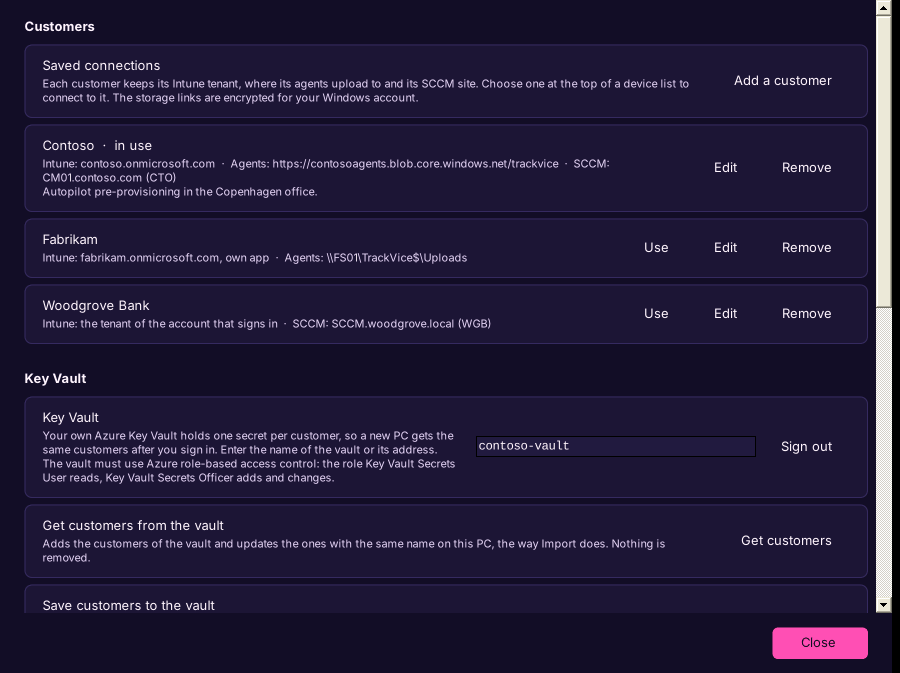 Customers
Saved connections
Each customer keeps its Intune tenant, where its agents upload to and its SCCM site. Choose one at the top of a device list to
connect to it. The storage links are encrypted for your Windows account.
Add a customer
Contoso · in use
Intune: contoso.onmicrosoft.com · Agents: https://contosoagents.blob.core.windows.net/trackvice · SCCM:
CM01.contoso.com (CTO)
Autopilot pre-provisioning in the Copenhagen office.
Edit Remove
Fabrikam
Intune: fabrikam.onmicrosoft.com, own app · Agents: \\FS01\TrackVice$\Uploads
Use Edit Remove
Woodgrove Bank
Intune: the tenant of the account that signs in · SCCM: SCCM.woodgrove.local (WGB)
Use Edit Remove
Key Vault
Key Vault
Your own Azure Key Vault holds one secret per customer, so a new PC gets the
same customers after you sign in. Enter the name of the vault or its address.
The vault must use Azure role-based access control: the role Key Vault Secrets
User reads, Key Vault Secrets Officer adds and changes.
contoso-vault
Sign out
Get customers from the vault
Adds the customers of the vault and updates the ones with the same name on this PC, the way Import does. Nothing is
removed.
Get customers
Save customers to the vault
Close